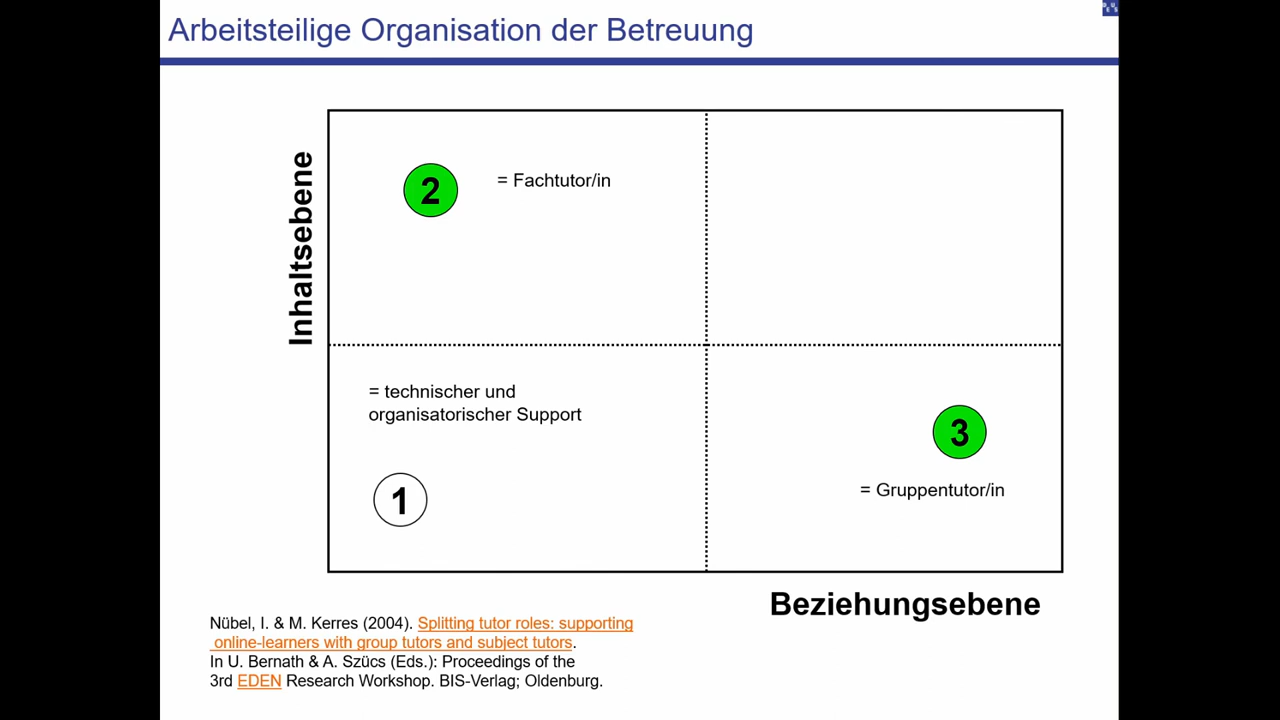 Arbeitsteilige Organisation der Betreuung
Inhaltsebene
2
= Fachtutor/in
= technischer und
organisatorischer Support
1
3
= Gruppentutor/in
Beziehungsebene
Nübel, I. & M. Kerres (2004). Splitting tutor roles: supporting
online-learners with group tutors and subject tutors.
In U. Bernath & A. Szücs (Eds.): Proceedings of the
3rd EDEN Research Workshop. BIS-Verlag; Oldenburg.